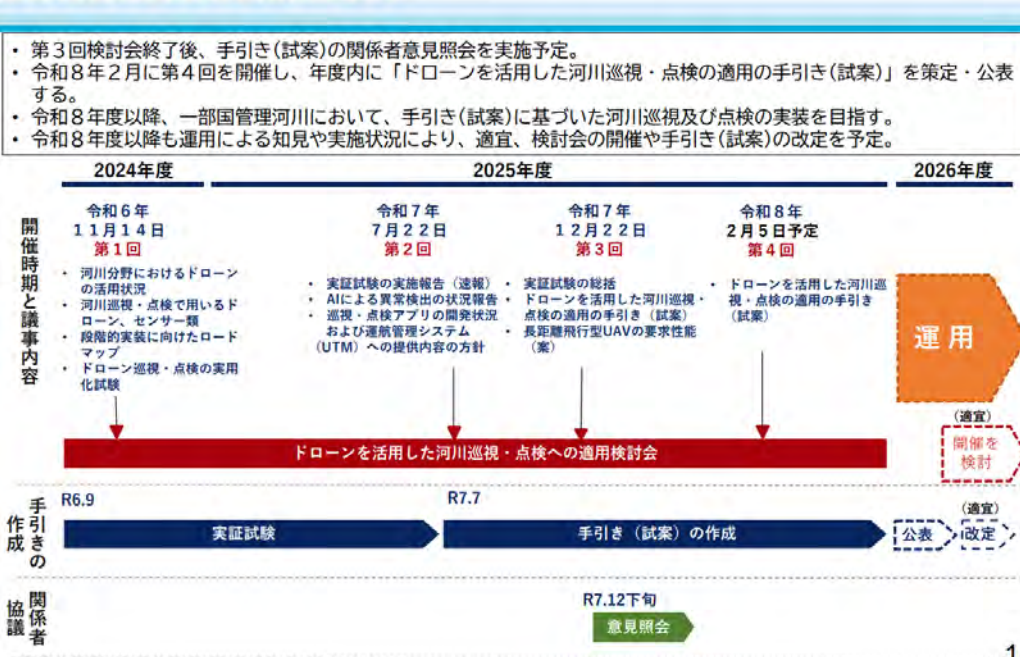 ・ 第3回検討会終了後、手引き(試案)の関係者意見照会を実施予定。
・ 令和8年2月に第4回を開催し、年度内に「ドローンを活用した河川巡視・点検の適用の手引き(試案)」を策定・公表
する。
・ 令和8年度以降、一部国管理河川において、手引き(試案)に基づいた河川巡視及び点検の実装を目指す。
・ 令和8年度以降も運用による知見や実施状況により、適宜、検討会の開催や手引き(試案)の改定を予定。
2024年度
2025年度
2026年度
開催時期と議事内容
令和6年
11月14日
第1回
・ 河川分野におけるドローン
の活用状況
・ 河川巡視・点検で用いるド
ローン、センサー類
・ 段階的実装に向けたロード
マップ
・ ドローン巡視・点検の実用
化試験
令和7年
7月22日
第2回
・ 実証試験の実施報告(速報)
・ AIによる異常検出の状況報告
・ 巡視・点検アプリの開発状況
および運航管理システム
(UTM)への提供内容の方針
令和7年
12月22日
第3回
・ 実証試験の総括
・ ドローンを活用した河川巡視・
点検の適用の手引き(試案)
・ 長距離飛行型UAVの要求性能
(案)
令和8年
2月5日予定
第4回
・ ドローンを活用した河川巡
視・点検の適用の手引き
(試案)
運用
ドローンを活用した河川巡視・点検への適用検討会
(適宜)
開催を
検討
手引きの
作成
R6.9
実証試験
R7.7
手引き(試案)の作成
公表
(適宜)
改定
関係者
協議
R7.12下旬
意見照会
1